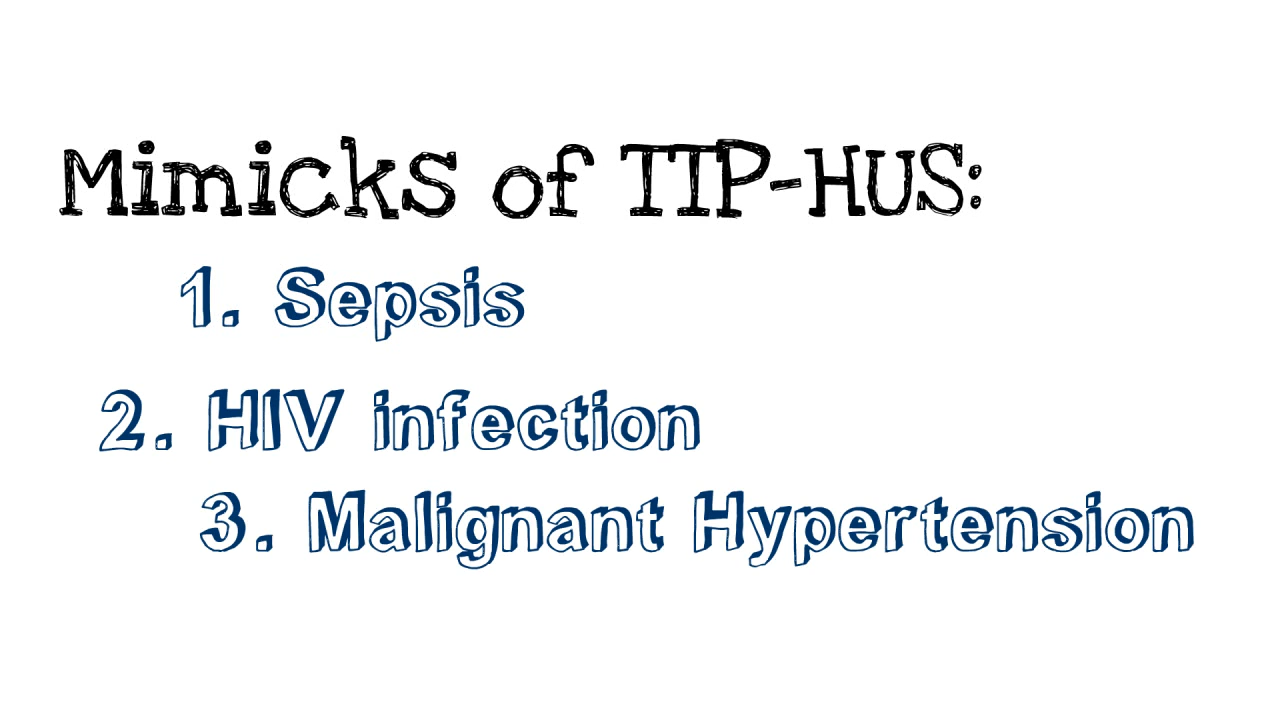 Mimicks of TTP-HUS:
1. Sepsis
2. HIV infection
3. Malignant Hypertension